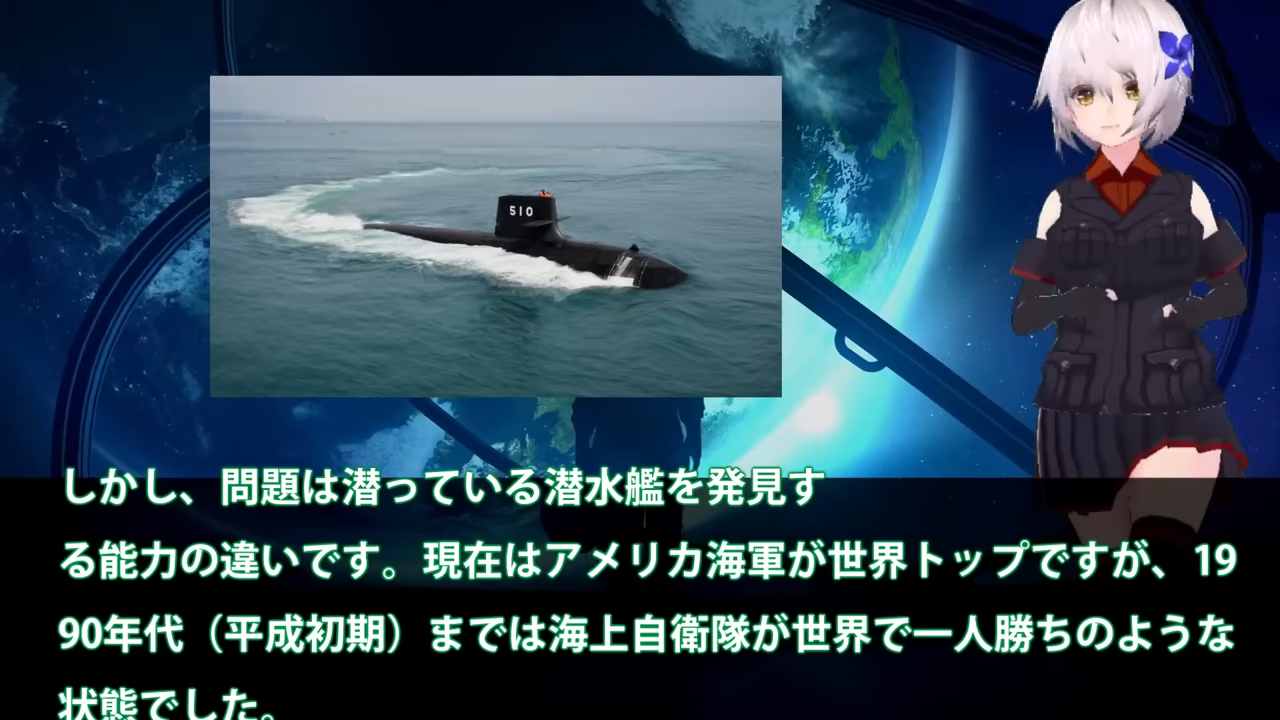 510
しかし、問題は潜っている潜水艦を発見す
る能力の違いです。現在はアメリカ海軍が世界トップですが、19
90年代（平成初期）までは海上自衛隊が世界で一人勝ちのような
状態でした。